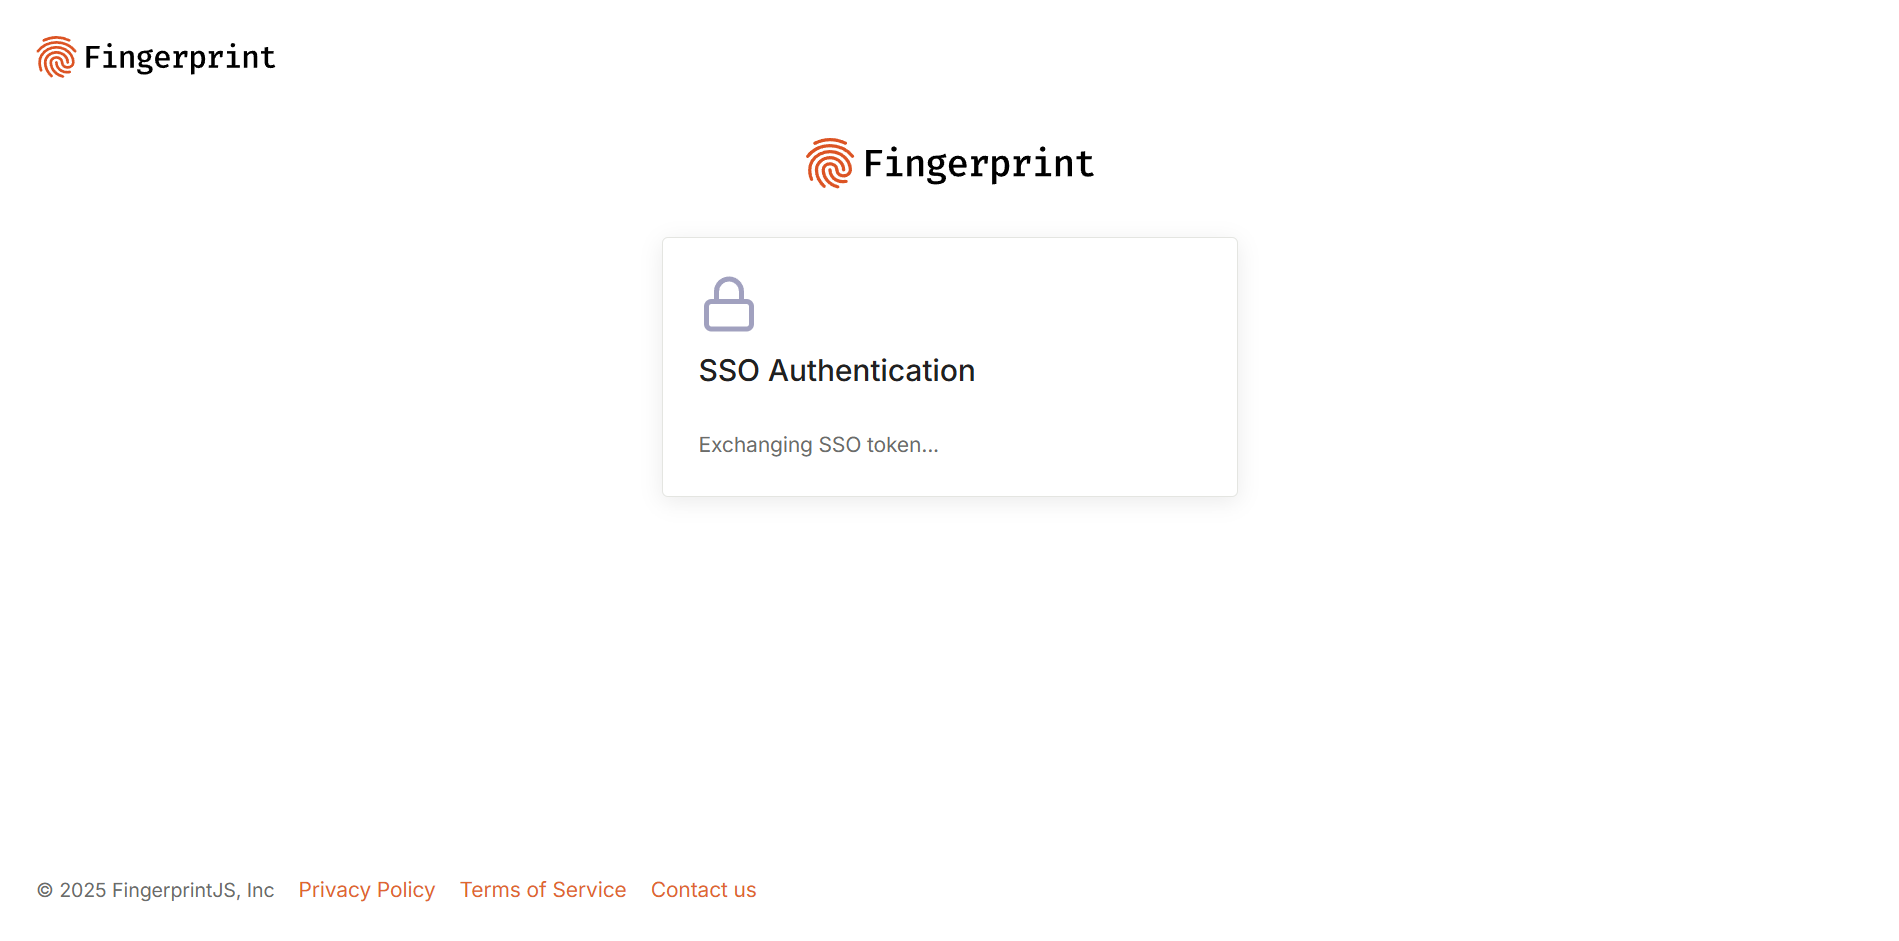 Fingerprint
Fingerprint
SSO Authentication
Exchanging SSO token...
© 2025 FingerprintJS, Inc Privacy Policy Terms of Service Contact us